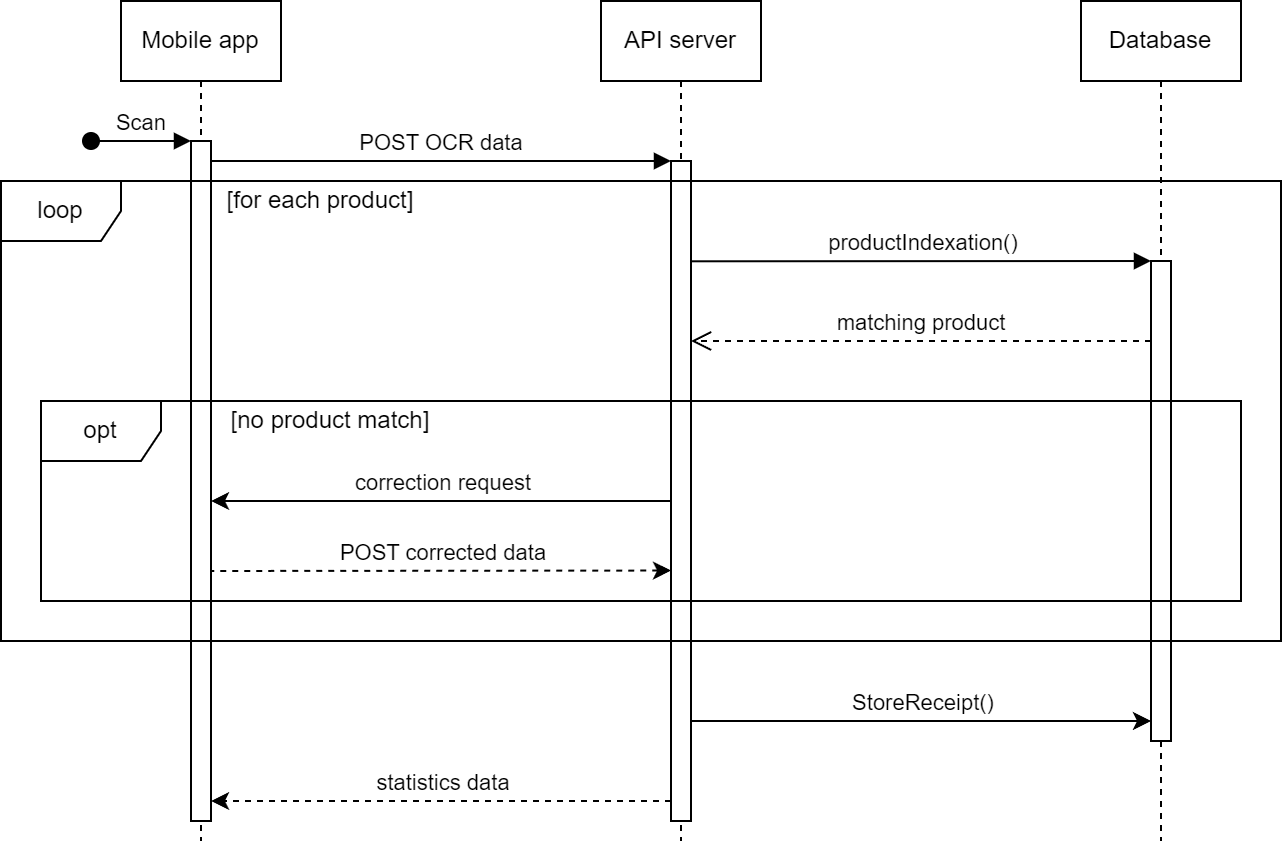 Mobile app
API server
Database
Scan
POST OCR data
loop
[for each product]
productIndexation()
matching product
opt
[no product match]
correction request
POST corrected data
StoreReceipt()
statistics data